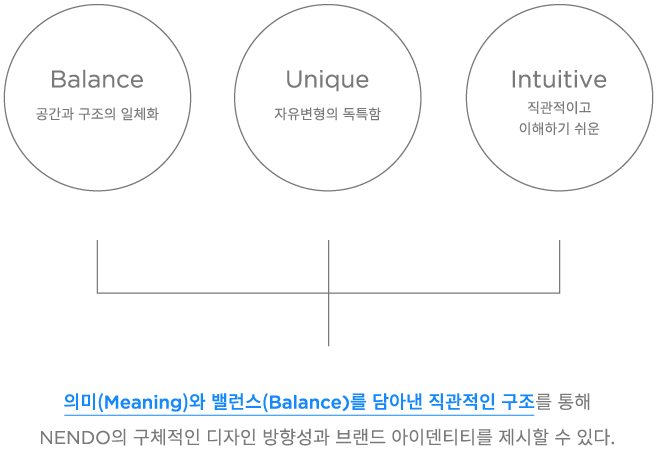 Balance
공간과 구조의 일체화
Unique
자유변형의 독특함
Intuitive
직관적이고
이해하기 쉬운
의미(Meaning)와 밸런스(Balance)를 담아낸 직관적인 구조를 통해
NENDO의 구체적인 디자인 방향성과 브랜드 아이덴티티를 제시할 수 있다.